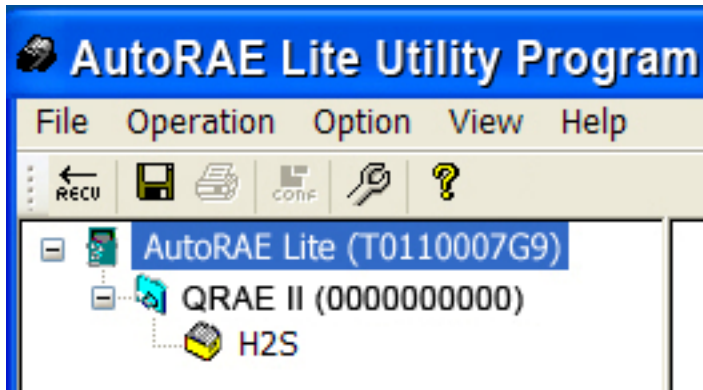 AutoRAE Lite Utility Program
File Operation Option View Help
RECV CONF ?
AutoRAE Lite (T0110007G9)
QRAE II (0000000000)
H2S